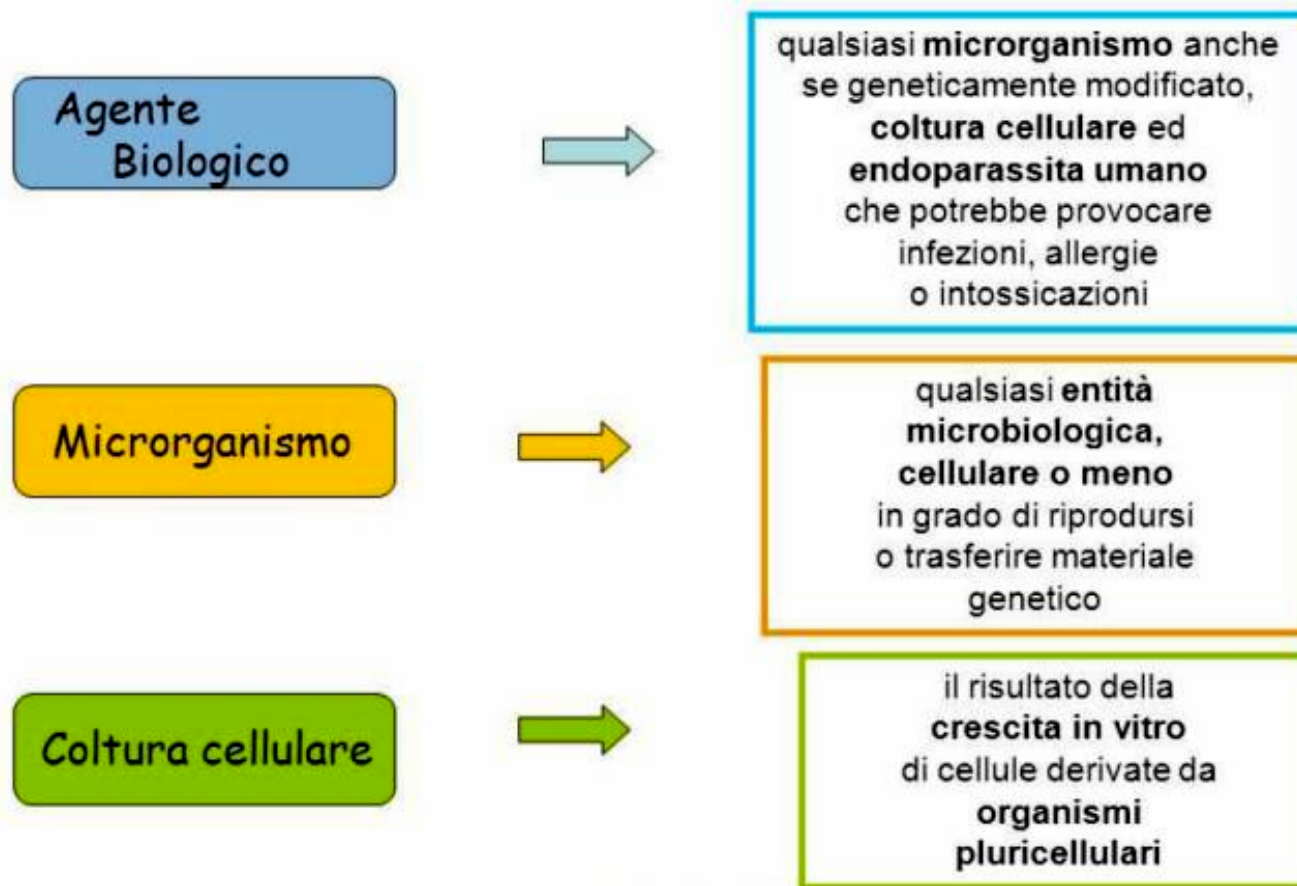 Agente
Biologico
qualsiasi microrganismo anche
se geneticamente modificato,
coltura cellulare ed
endoparassita umano
che potrebbe provocare
infezioni, allergie
o intossicazioni
Microrganismo
qualsiasi entità
microbiologica,
cellulare o meno
in grado di riprodursi
o trasferire materiale
genetico
Coltura cellulare
il risultato della
crescita in vitro
di cellule derivate da
organismi
pluricellulari